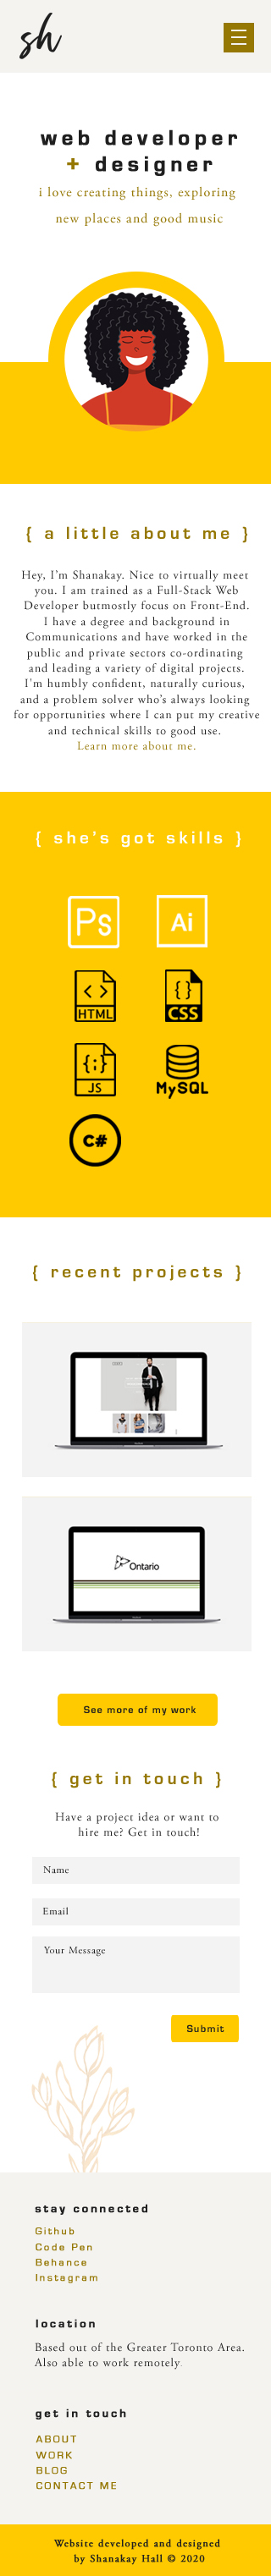 sh
web developer
+ designer
i love creating things, exploring
new places and good music
{ a little about me }
Hey, I'm Shanakay. Nice to virtually meet
you. I am trained as a Full-Stack Web
Developer butmostly focus on Front-End.
I have a degree and background in
Communications and have worked in the
public and private sectors co-ordinating
and leading a variety of digital projects.
I'm humbly confident, naturally curious,
and a problem solver who's always looking
for opportunities where I can put my creative
and technical skills to good use.
Learn more about me.
{ she's got skills }
Ps Ai
HTML CSS
JS MySQL
C#
{ recent projects }
Ontario
See more of my work
{ get in touch }
Have a project idea or want to
hire me? Get in touch!
Name
Email
Your Message
Submit
stay connected
Github
Code Pen
Behance
Instagram
location
Based out of the Greater Toronto Area.
Also able to work remotely.
get in touch
ABOUT
WORK
BLOG
CONTACT ME
Website developed and designed
by Shanakay Hall © 2020